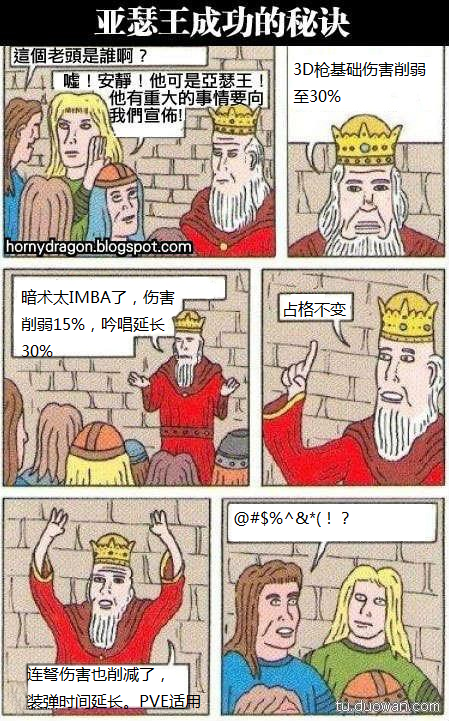 亚瑟王成功的秘诀
這個老頭是誰啊？
噓！安靜！他可是亞瑟王！
他有重大的事情要向
我們宣佈!
hornydragon.blogspot.com
3D枪基础伤害削弱
至30%
暗术太IMBA了，伤害
削弱15%，吟唱延长
30%
占格不变
连弩伤害也削减了，
装弹时间延长。PVE适用
@#$%^&*(！？
tu.duowan.com